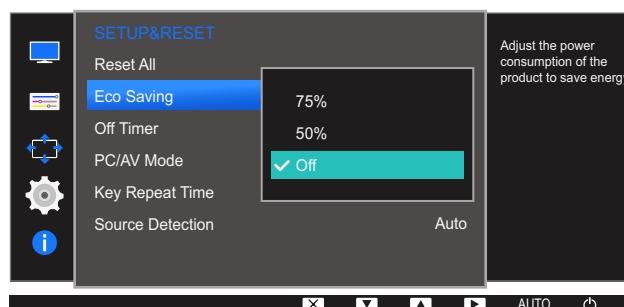 SETUP&RESET
Reset All
Eco Saving
Off Timer
PC/AV Mode
Key Repeat Time
Source Detection
Auto
75%
50%
Off
Adjust the power
consumption of the
product to save energy
AUTO